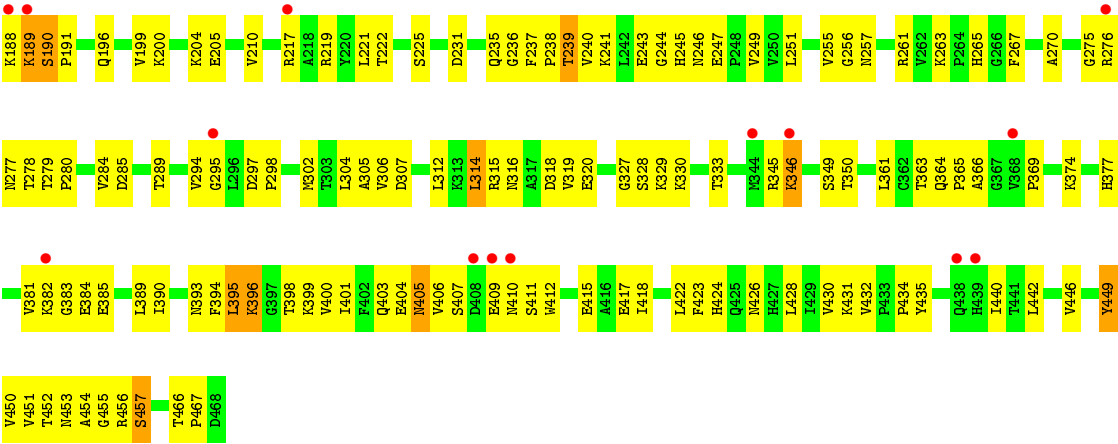 K188 K189 S190 P191 Q196 V199 K200 K204 E205 V210 R217 A218 R219 Y220 L221 T222 S225 D231 Q235 G236 F237 P238 T239 V240 K241 L242 E243 G244 H245 N246 E247 P248 V249 V250 L251 V255 G256 N257 R261 V262 K263 P264 H265 G266 F267 A270 G275 R276
N277 T278 T279 P280 V284 D285 T289 V294 G295 L296 D297 P298 M302 T303 L304 A305 V306 D307 L312 K313 L314 R315 N316 A317 D318 V319 E320 G327 S328 K329 K330 T333 M344 R345 K346 S349 T350 L361 C362 T363 Q364 P365 A366 G367 V368 P369 K374 H377
V381 K382 G383 E384 E385 L389 I390 N393 F394 L395 K396 G397 T398 K399 V400 I401 F402 Q403 E404 N405 V406 S407 D408 E409 N410 S411 W412 E415 A416 E417 I418 L422 F423 H424 Q425 N426 H427 L428 I429 V430 K431 V432 P433 P434 Y435 Q438 H439 I440 T441 L442 V446 Y449
V450 V451 T452 N453 A454 G455 R456 S457 T466 P467 D468